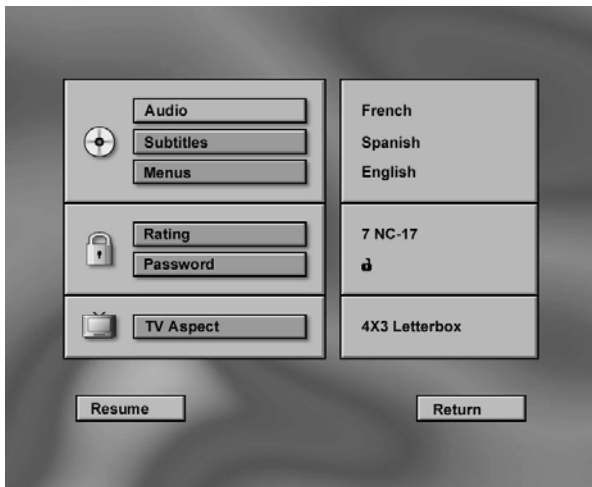 Audio French
Subtitles Spanish
Menus English
Rating 7 NC-17
Password
TV Aspect 4X3 Letterbox
Resume Return